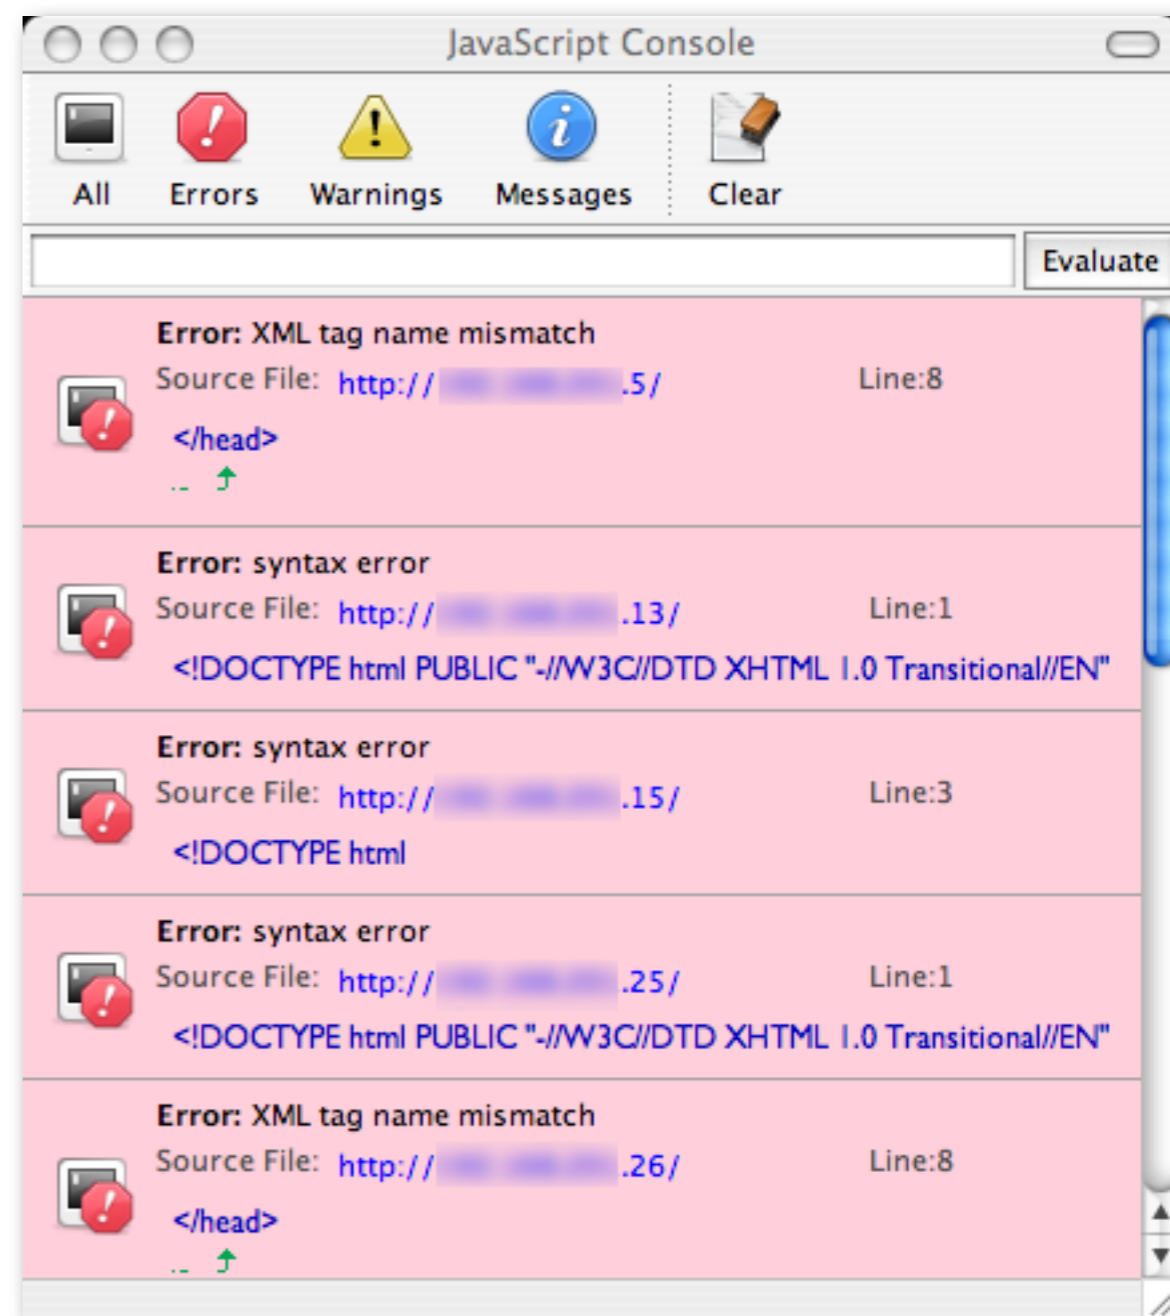 JavaScript Console
All Errors Warnings Messages Clear
Evaluate
Error: XML tag name mismatch
Source File: http:// .5/ Line:8
</head>
Error: syntax error
Source File: http:// .13/ Line:1
<!DOCTYPE html PUBLIC "-//W3C//DTD XHTML 1.0 Transitional//EN"
Error: syntax error
Source File: http:// .15/ Line:3
<!DOCTYPE html
Error: syntax error
Source File: http:// .25/ Line:1
<!DOCTYPE html PUBLIC "-//W3C//DTD XHTML 1.0 Transitional//EN"
Error: XML tag name mismatch
Source File: http:// .26/ Line:8
</head>